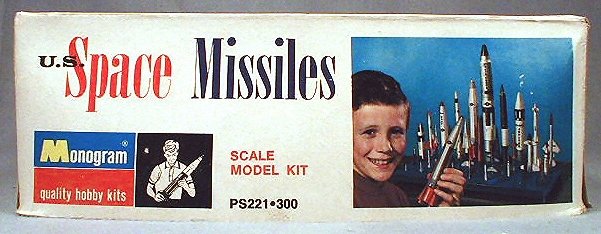 U.S. Space Missiles
Monogram®
quality hobby kits
SCALE
MODEL KIT
PS221•300